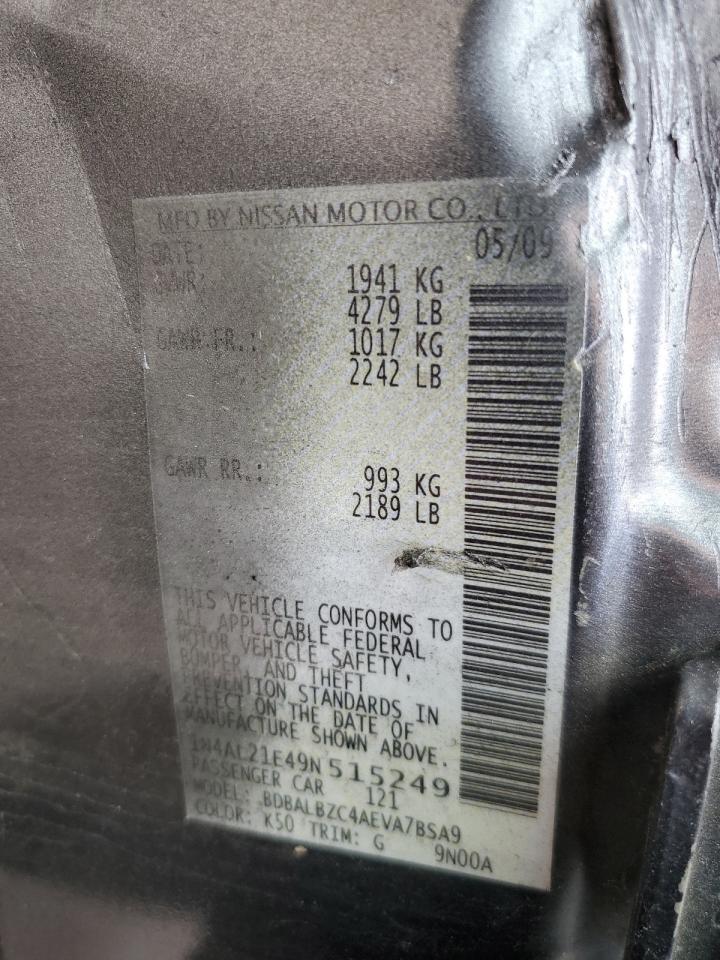 MFD BY NISSAN MOTOR CO., LTD.
DATE: 05/09
GVWR: 1941 KG
4279 LB
GAWR FR.: 1017 KG
2242 LB
GAWR RR.: 993 KG
2189 LB
THIS VEHICLE CONFORMS TO
ALL APPLICABLE FEDERAL
MOTOR VEHICLE SAFETY,
BUMPER, AND THEFT
PREVENTION STANDARDS IN
EFFECT ON THE DATE OF
MANUFACTURE SHOWN ABOVE.
1N4AL21E49N 515249
PASSENGER CAR 121
MODEL: BDBALBZC4AEVA7BSA9
COLOR: K50 TRIM: G 9N00A